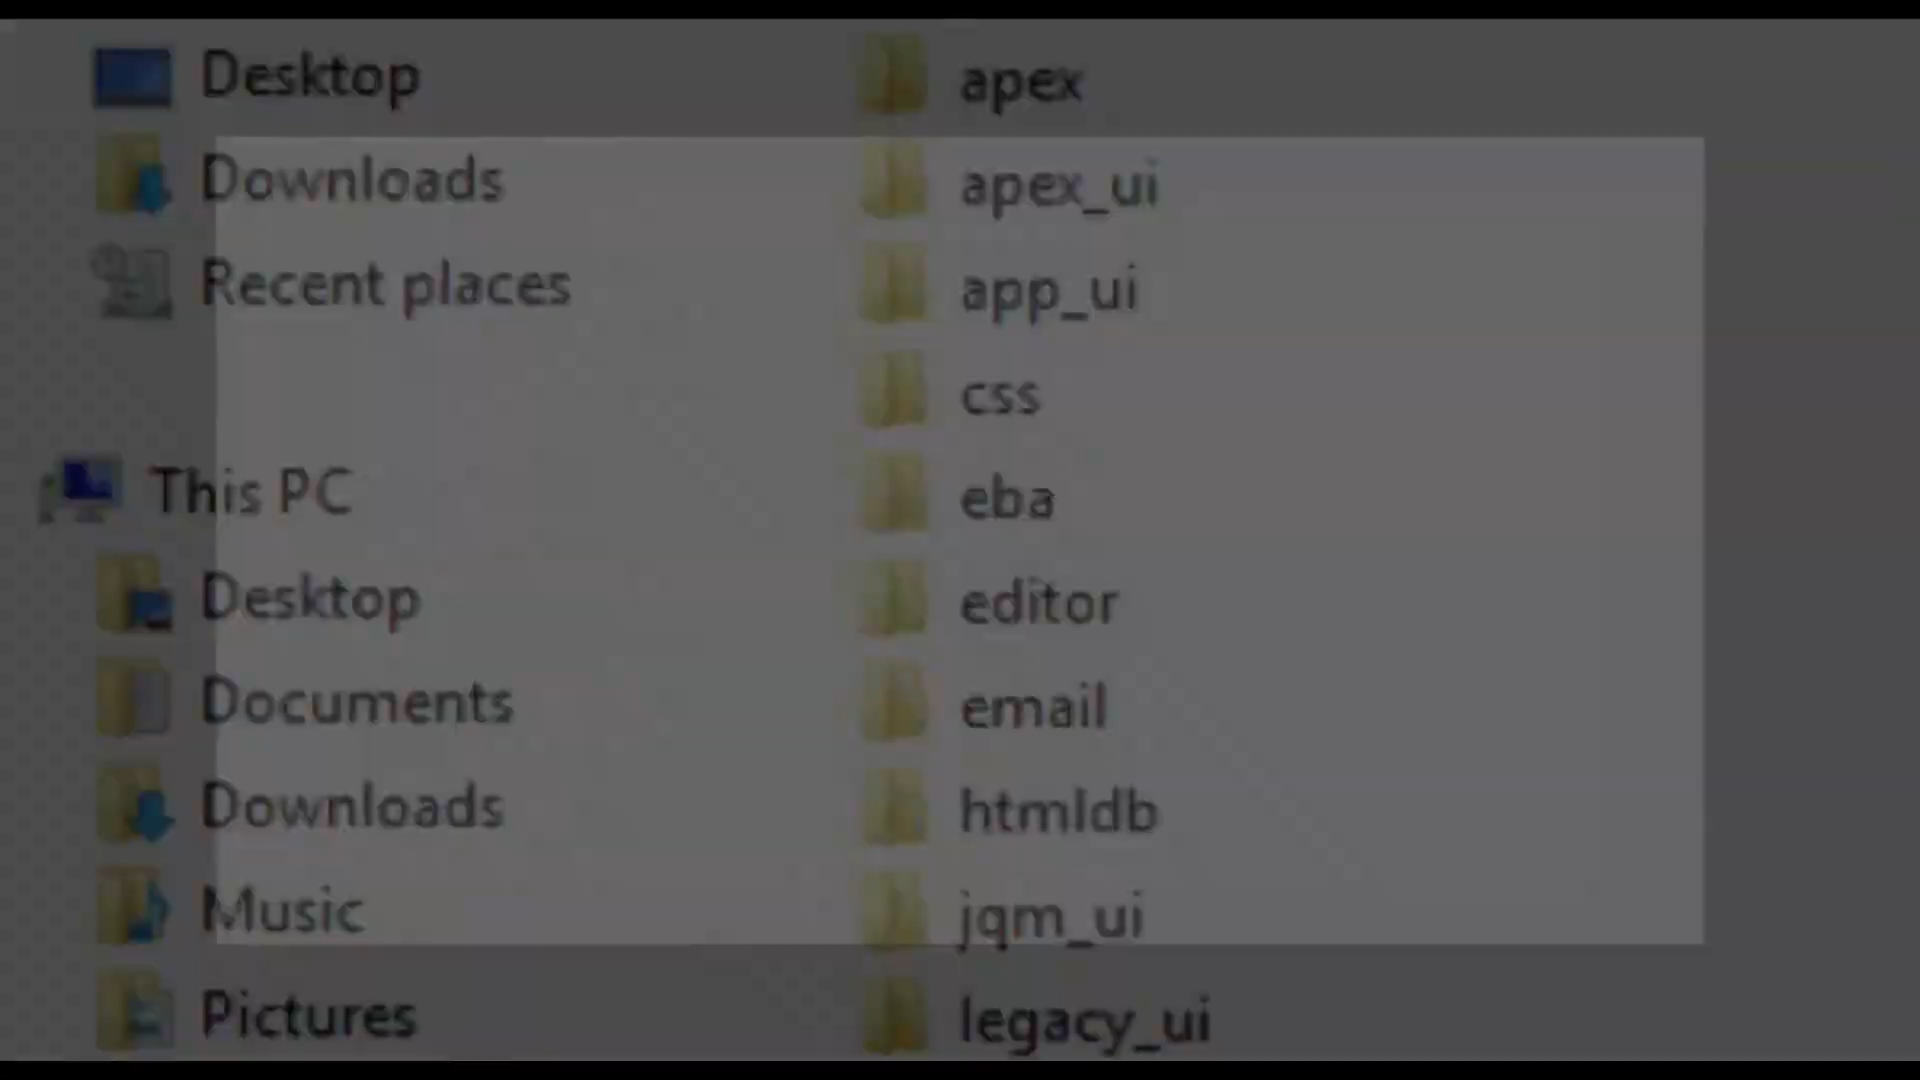 Desktop
Downloads
Recent places
This PC
Desktop
Documents
Downloads
Music
Pictures
apex
apex_ui
app_ui
css
eba
editor
email
htmldb
jqm_ui
legacy_ui